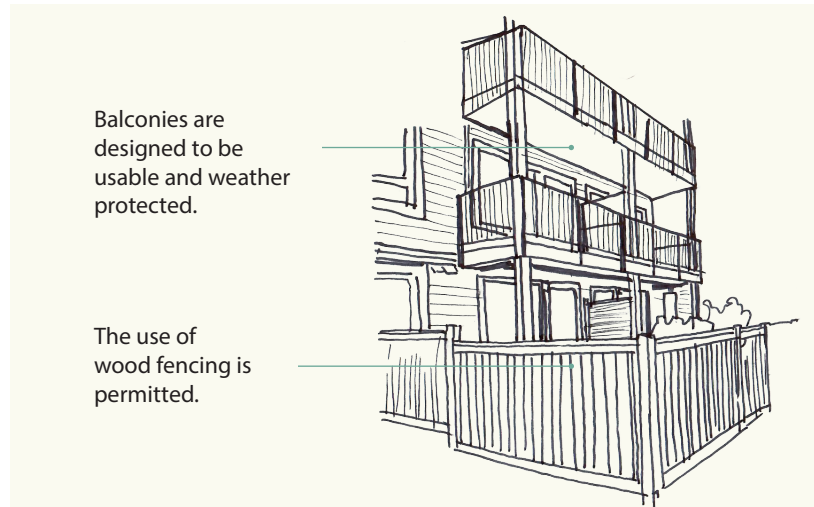 Balconies are
designed to be
usable and weather
protected.
The use of
wood fencing is
permitted.